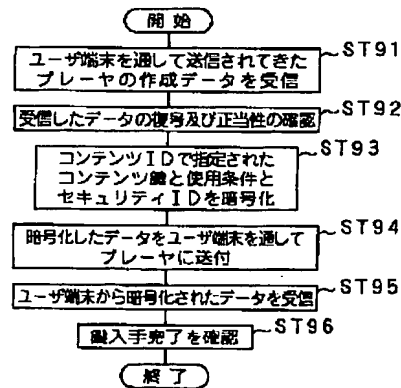 開始
ユーザ端末を通して送信されてきた
プレーヤの作成データを受信
ST91
受信したデータの復号及び正当性の確認
ST92
コンテンツIDで指定された
コンテンツ鍵と使用条件と
セキュリティIDを暗号化
ST93
暗号化したデータをユーザ端末を通して
プレーヤに送付
ST94
ユーザ端末から暗号化されたデータを受信
ST95
鍵入手完了を確認
ST96
終了